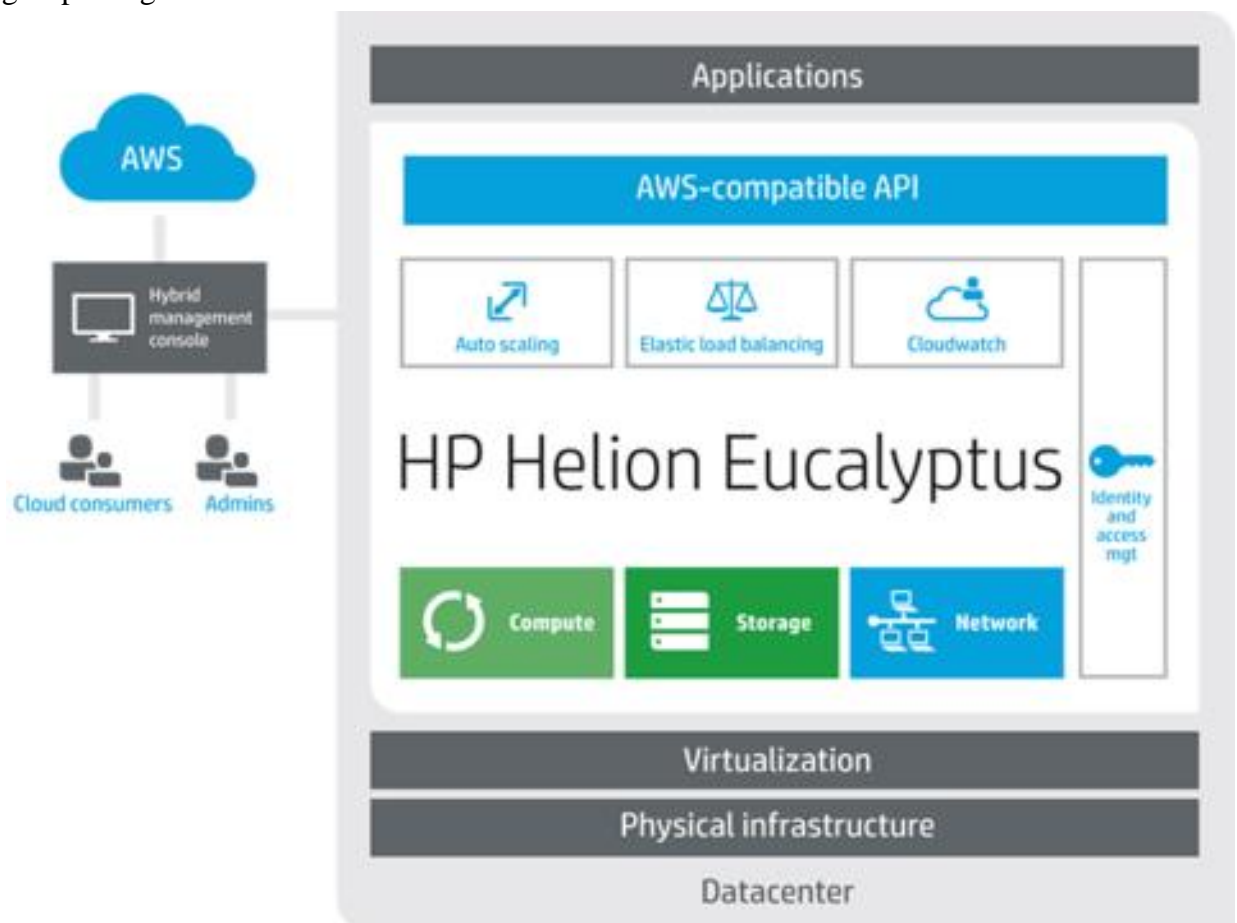 Applications
AWS
AWS-compatible API
Hybrid
management
console
Auto scaling
Elastic load balancing
Cloudwatch
HP Helion Eucalyptus
Identity
and
access
mgt
Cloud consumers
Admins
Compute
Storage
Network
Virtualization
Physical infrastructure
Datacenter